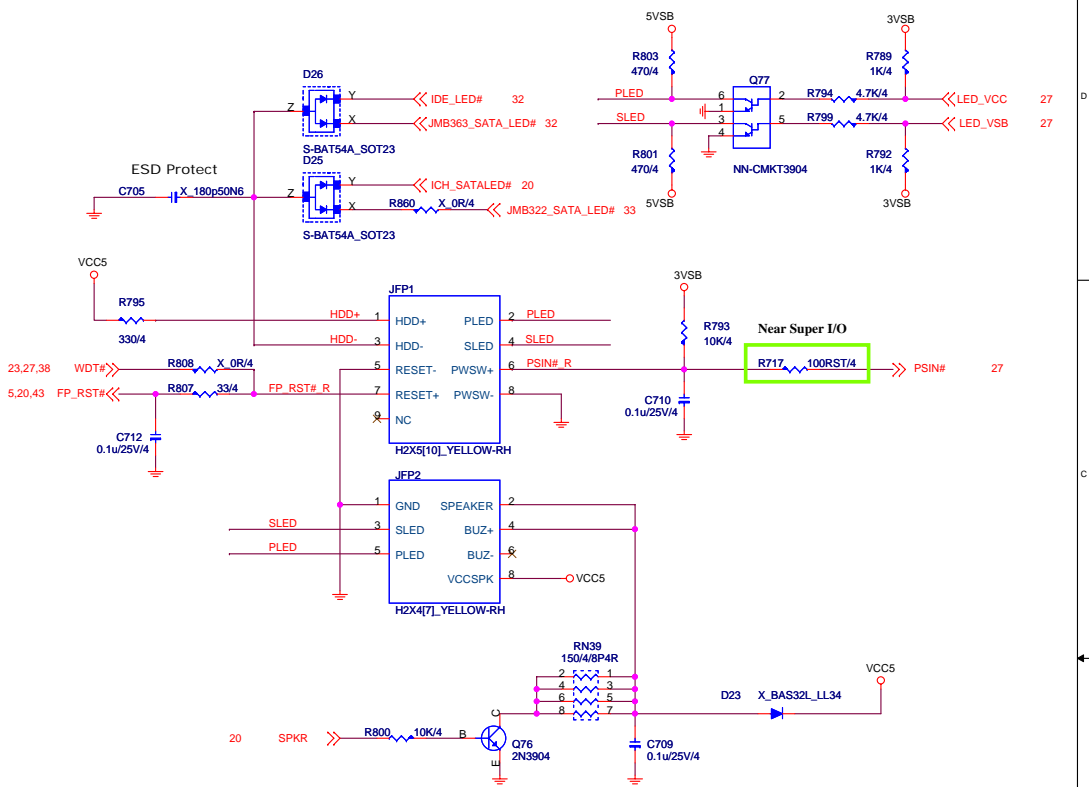 5VSB
3VSB
R803
470/4
R789
1K/4
Q77
D26
PLED
6
2
R794
4.7K/4
LED_VCC
27
1
SLED
3
5
R799
4.7K/4
LED_VSB
27
4
Z
Y
IDE_LED#
32
X
JMB363_SATA_LED#
32
S-BAT54A_SOT23
D25
R801
470/4
NN-CMKT3904
R792
1K/4
5VSB
3VSB
ESD Protect
C705
X_180p50N6
Z
Y
ICH_SATALED#
20
X
R860
X_0R/4
JMB322_SATA_LED#
33
S-BAT54A_SOT23
D
VCC5
3VSB
R795
330/4
JFP1
HDD+
1
HDD+
PLED
2
PLED
HDD-
3
HDD-
SLED
4
SLED
R793
10K/4
Near Super I/O
23,27,38
WDT#
R808
X_0R/4
5
RESET-
PWSW+
6
PSIN#_R
R717
100RST/4
PSIN#
27
5,20,43
FP_RST#
R807
33/4
FP_RST#_R
7
RESET+
PWSW-
8
9
NC
C710
0.1u/25V/4
C712
0.1u/25V/4
H2X5[10]_YELLOW-RH
C
JFP2
1
GND
SPEAKER
2
SLED
3
SLED
BUZ+
4
PLED
5
PLED
BUZ-
6
VCCSPK
8
VCC5
H2X4[7]_YELLOW-RH
RN39
150/4/8P4R
2
1
4
3
6
5
8
7
VCC5
D23
X_BAS32L_LL34
20
SPKR
R800
10K/4
B
C
E
Q76
2N3904
C709
0.1u/25V/4